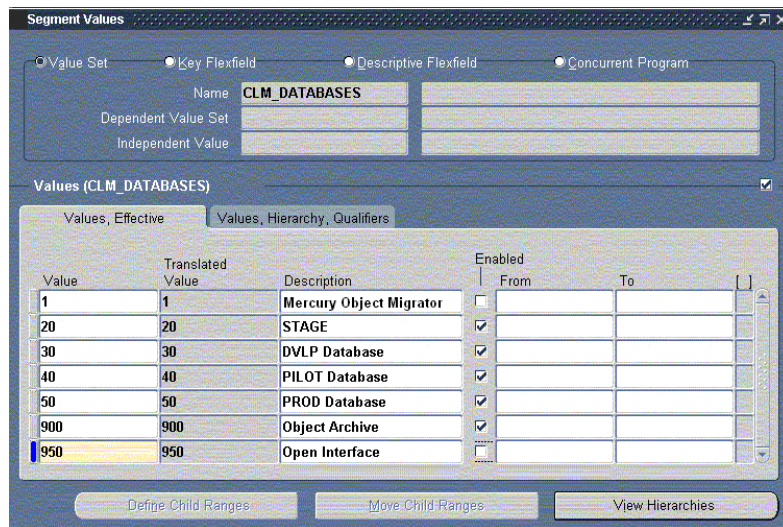 Segment Values
Value Set Key Flexfield Descriptive Flexfield Concurrent Program
Name CLM_DATABASES
Dependent Value Set
Independent Value
Values (CLM_DATABASES)
Values, Effective Values, Hierarchy, Qualifiers
Translated Enabled
Value Value Description From To [ ]
1 1 Mercury Object Migrator
20 20 STAGE
30 30 DVLP Database
40 40 PILOT Database
50 50 PROD Database
900 900 Object Archive
950 950 Open Interface
Define Child Ranges Move Child Ranges View Hierarchies